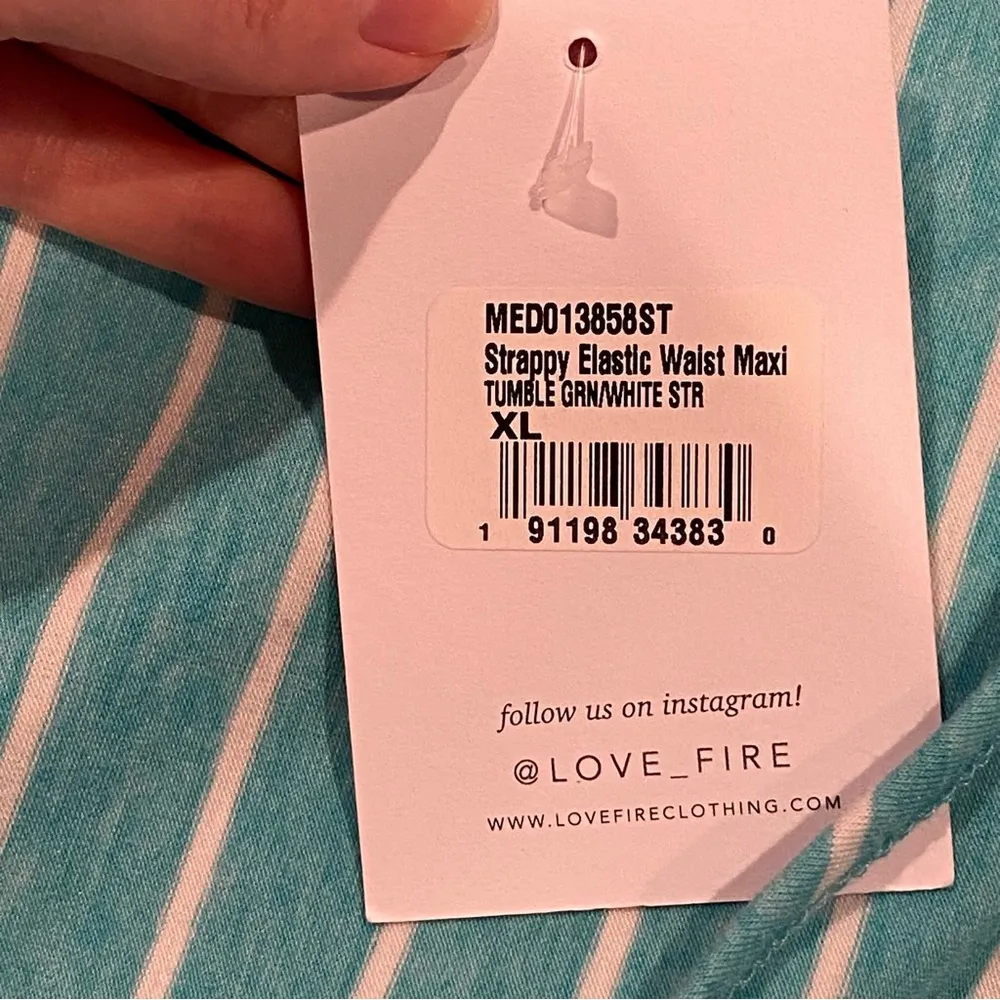 MED013858ST
Strappy Elastic Waist Maxi
TUMBLE GRN/WHITE STR
XL
1 91198 34383 0
follow us on instagram!
@LOVE_FIRE
WWW.LOVEFIRECLOTHING.COM